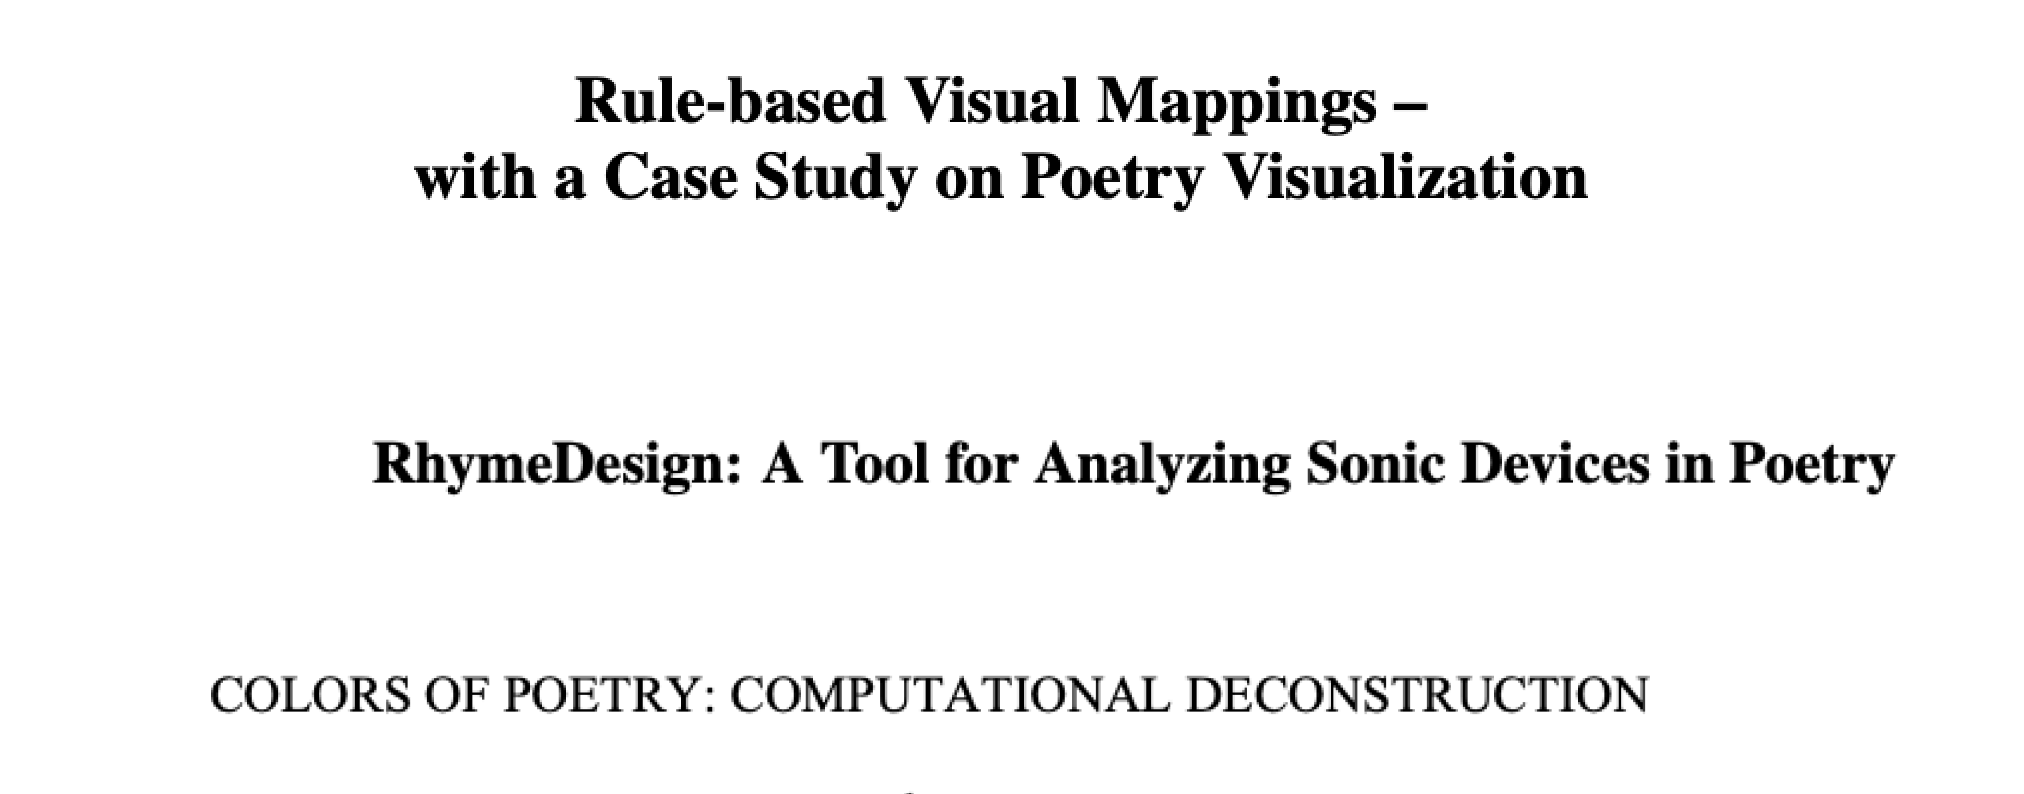 Rule-based Visual Mappings –
with a Case Study on Poetry Visualization
RhymeDesign: A Tool for Analyzing Sonic Devices in Poetry
COLORS OF POETRY: COMPUTATIONAL DECONSTRUCTION